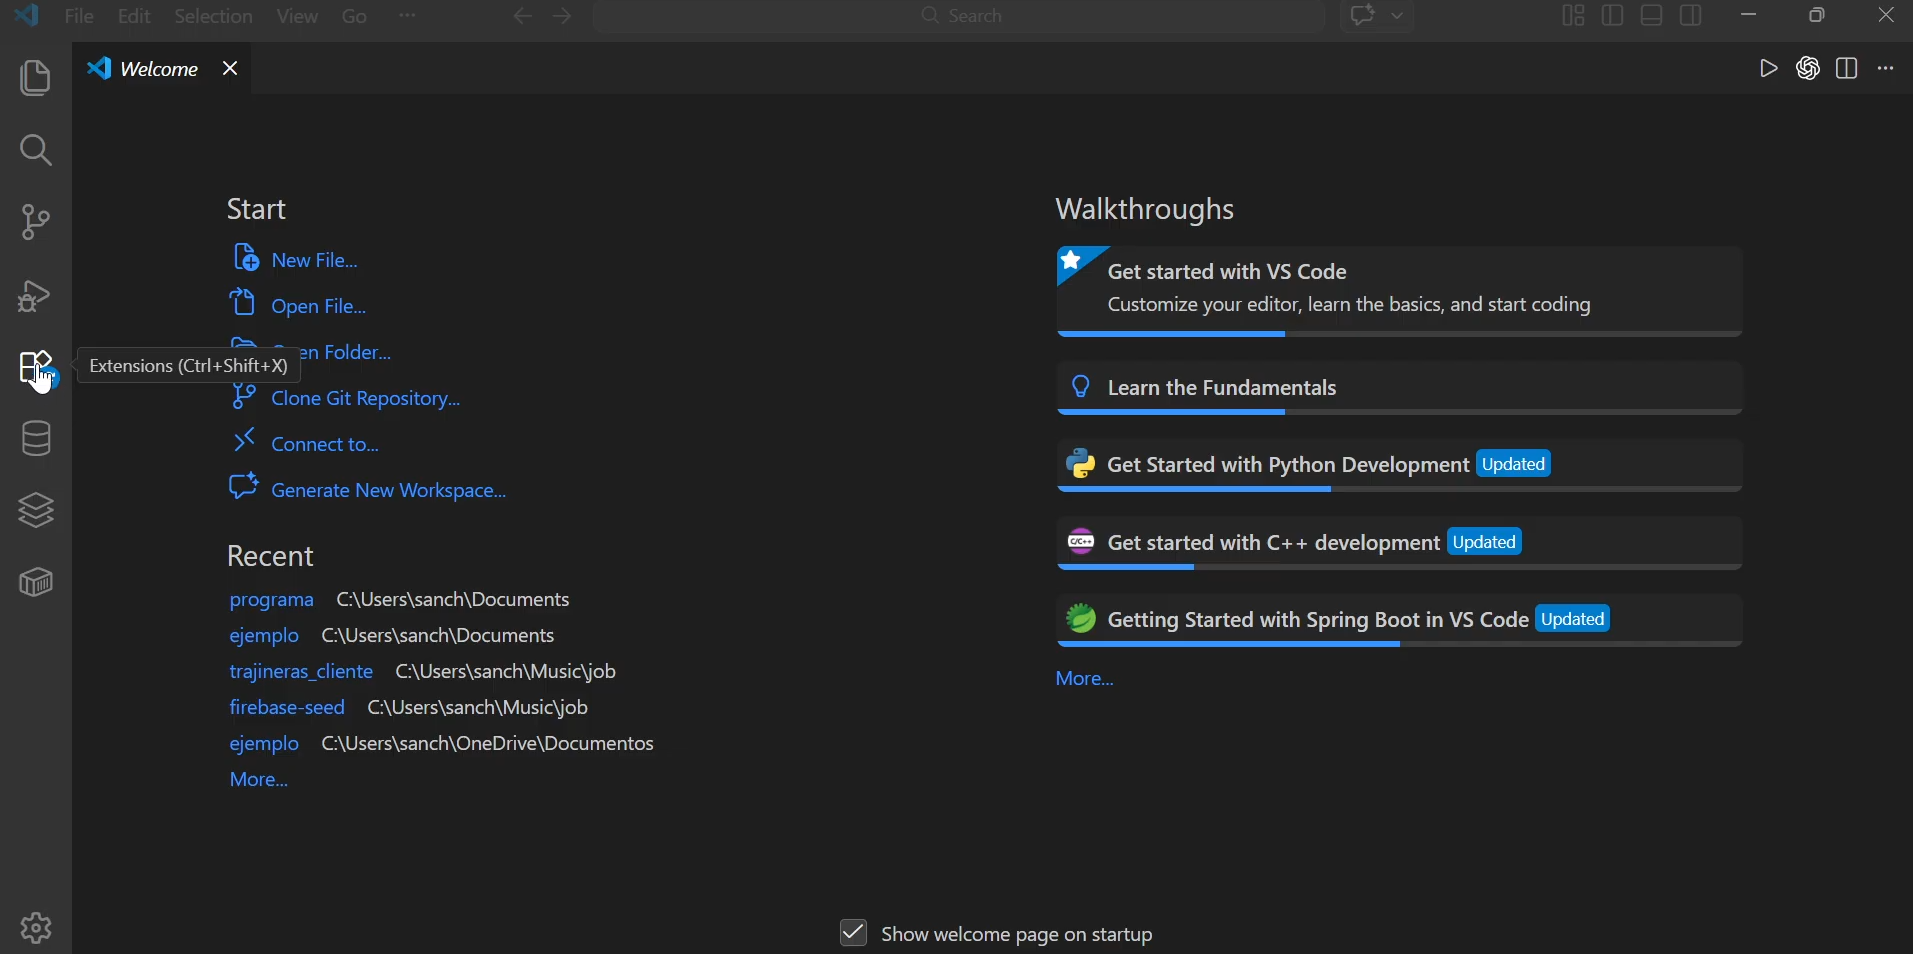 File Edit Selection View Go ···
Search
Welcome
Start
New File...
Open File...
en Folder...
Extensions (Ctrl+Shift+X)
Clone Git Repository...
Connect to...
Generate New Workspace...
Recent
programa C:\Users\sanch\Documents
ejemplo C:\Users\sanch\Documents
trajineras_cliente C:\Users\sanch\Music\job
firebase-seed C:\Users\sanch\Music\job
ejemplo C:\Users\sanch\OneDrive\Documentos
More...
Walkthroughs
Get started with VS Code
Customize your editor, learn the basics, and start coding
Learn the Fundamentals
Get Started with Python Development Updated
C/C++ Get started with C++ development Updated
Getting Started with Spring Boot in VS Code Updated
More...
Show welcome page on startup